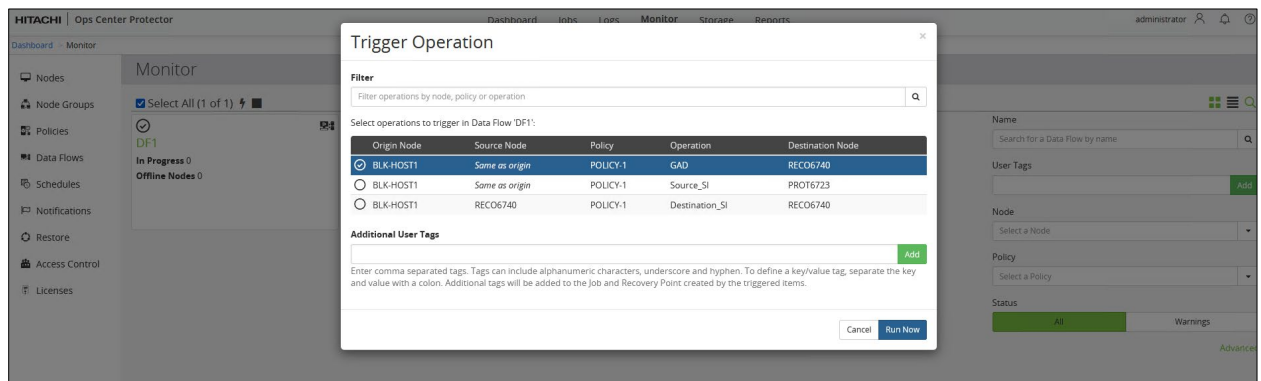 HITACHI Ops Center Protector
Dashboard Jobs Logs Monitor Storage Reports
administrator
Dashboard > Monitor
Nodes
Node Groups
Policies
Data Flows
Schedules
Notifications
Restore
Access Control
Licenses
Monitor
Select All (1 of 1)
DF1
In Progress 0
Offline Nodes 0
Trigger Operation
×
Filter
Filter operations by node, policy or operation
Select operations to trigger in Data Flow 'DF1':
Origin Node Source Node Policy Operation Destination Node
BLK-HOST1 Same as origin POLICY-1 GAD RECO6740
BLK-HOST1 Same as origin POLICY-1 Source_SI PROT6723
BLK-HOST1 RECO6740 POLICY-1 Destination_SI RECO6740
Additional User Tags
Add
Enter comma separated tags. Tags can include alphanumeric characters, underscore and hyphen. To define a key/value tag, separate the key
and value with a colon. Additional tags will be added to the Job and Recovery Point created by the triggered items.
Cancel Run Now
Name
Search for a Data Flow by name
User Tags
Add
Node
Select a Node
Policy
Select a Policy
Status
All Warnings
Advanced